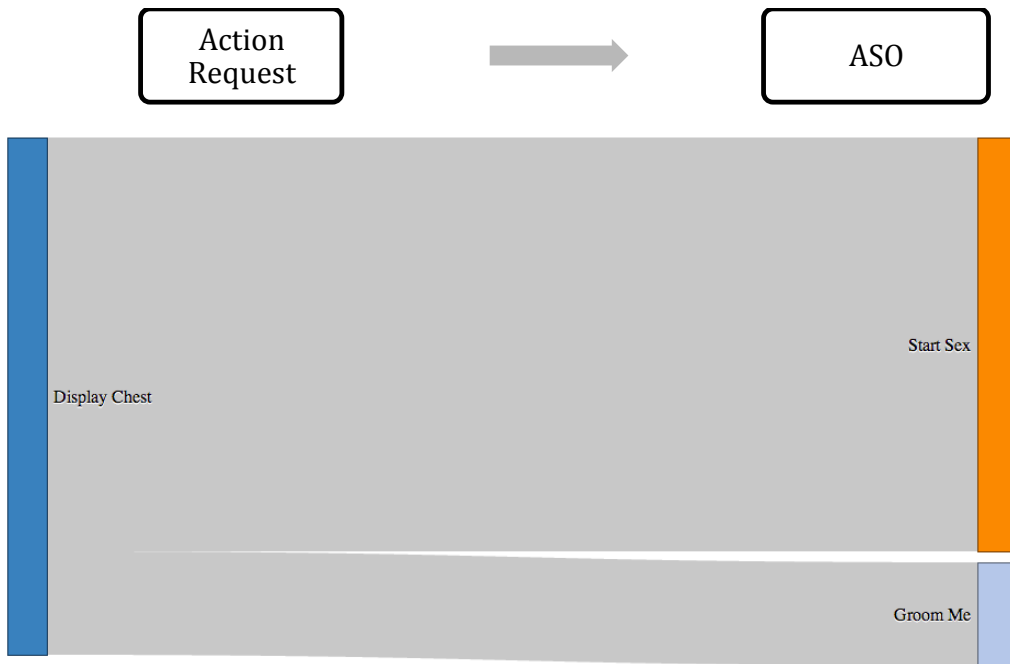 Action
Request
ASO
Start Sex
Display Chest
Groom Me